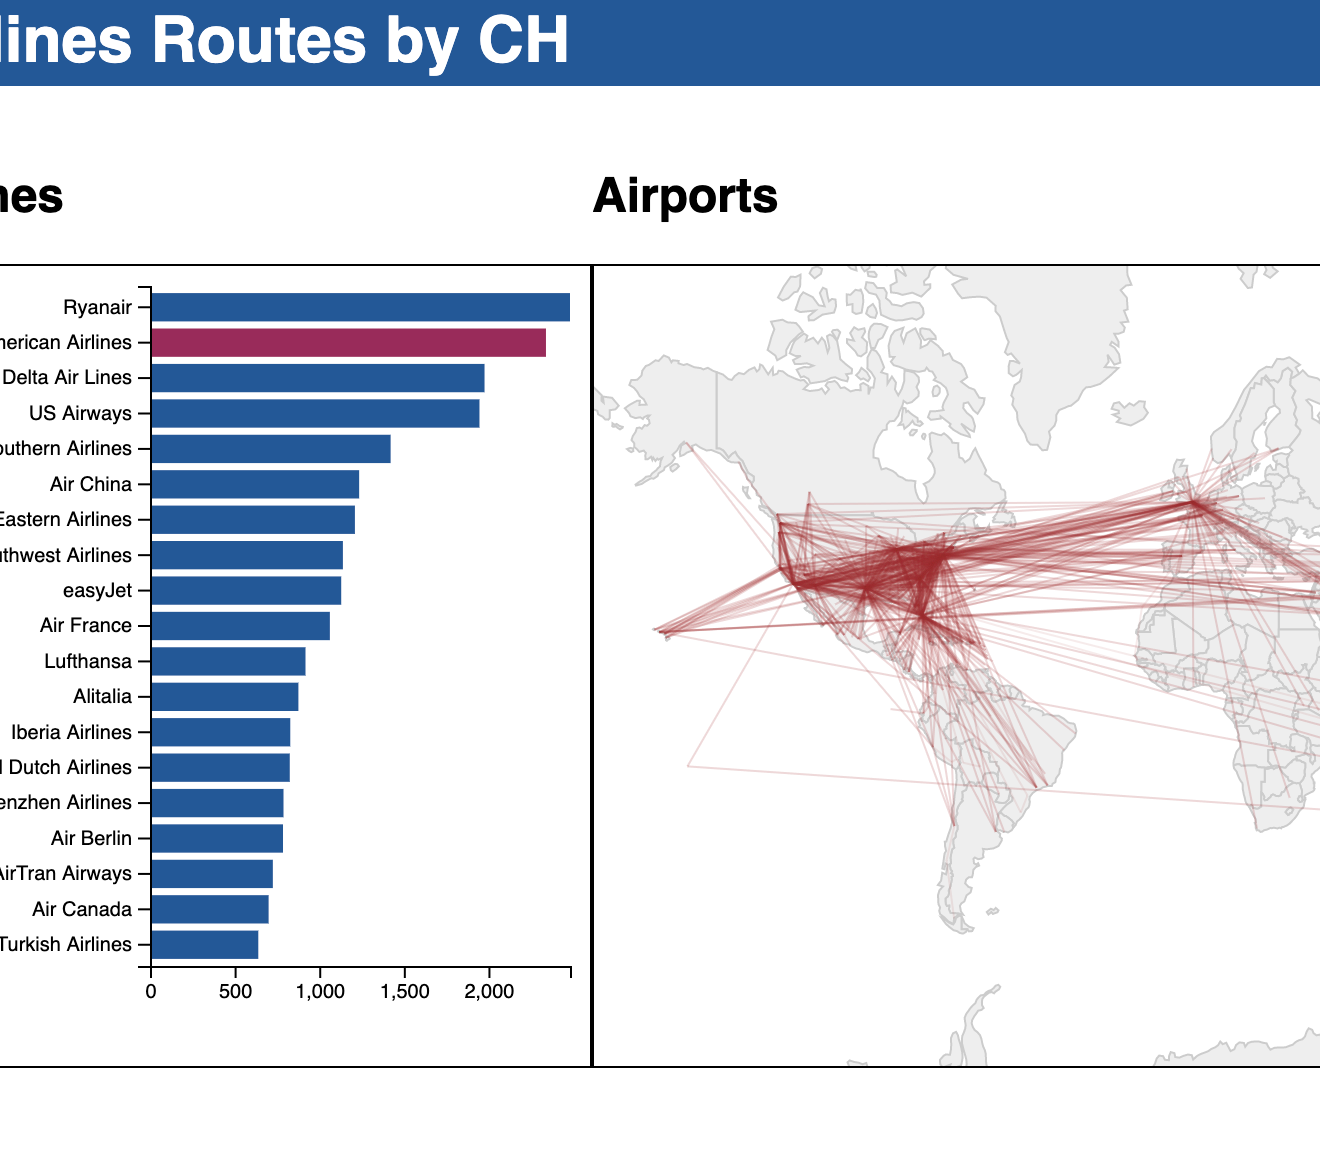 lines Routes by CH
nes
Airports
Ryanair
merican Airlines
Delta Air Lines
US Airways
outhern Airlines
Air China
Eastern Airlines
uthwest Airlines
easyJet
Air France
Lufthansa
Alitalia
Iberia Airlines
l Dutch Airlines
enzhen Airlines
Air Berlin
AirTran Airways
Air Canada
Turkish Airlines
0 500 1,000 1,500 2,000